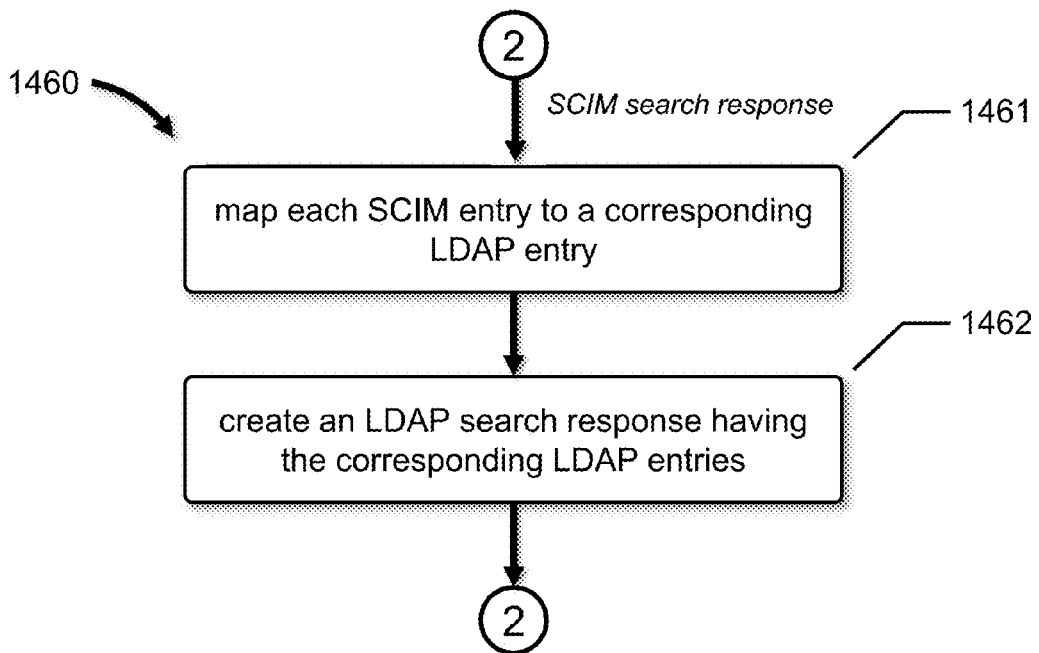 2
1460
SCIM search response
1461
map each SCIM entry to a corresponding
LDAP entry
1462
create an LDAP search response having
the corresponding LDAP entries
2